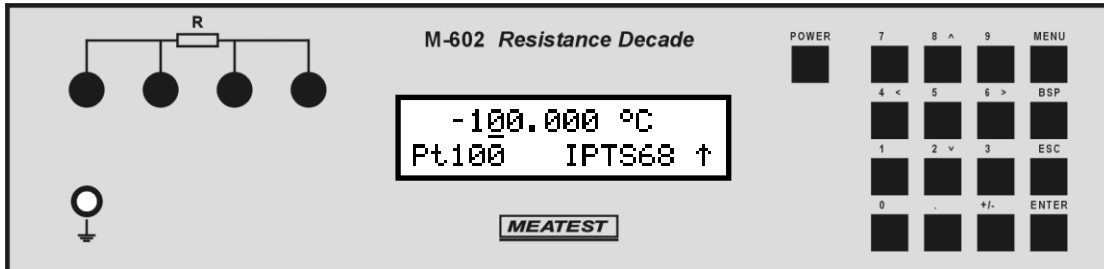 R
M-602 Resistance Decade
-100.000 °C
Pt100 IPTS68 ↑
MEATEST
POWER
7 8 ^ 9 MENU
4 < 5 6 > BSP
1 2 v 3 ESC
0 . +/- ENTER